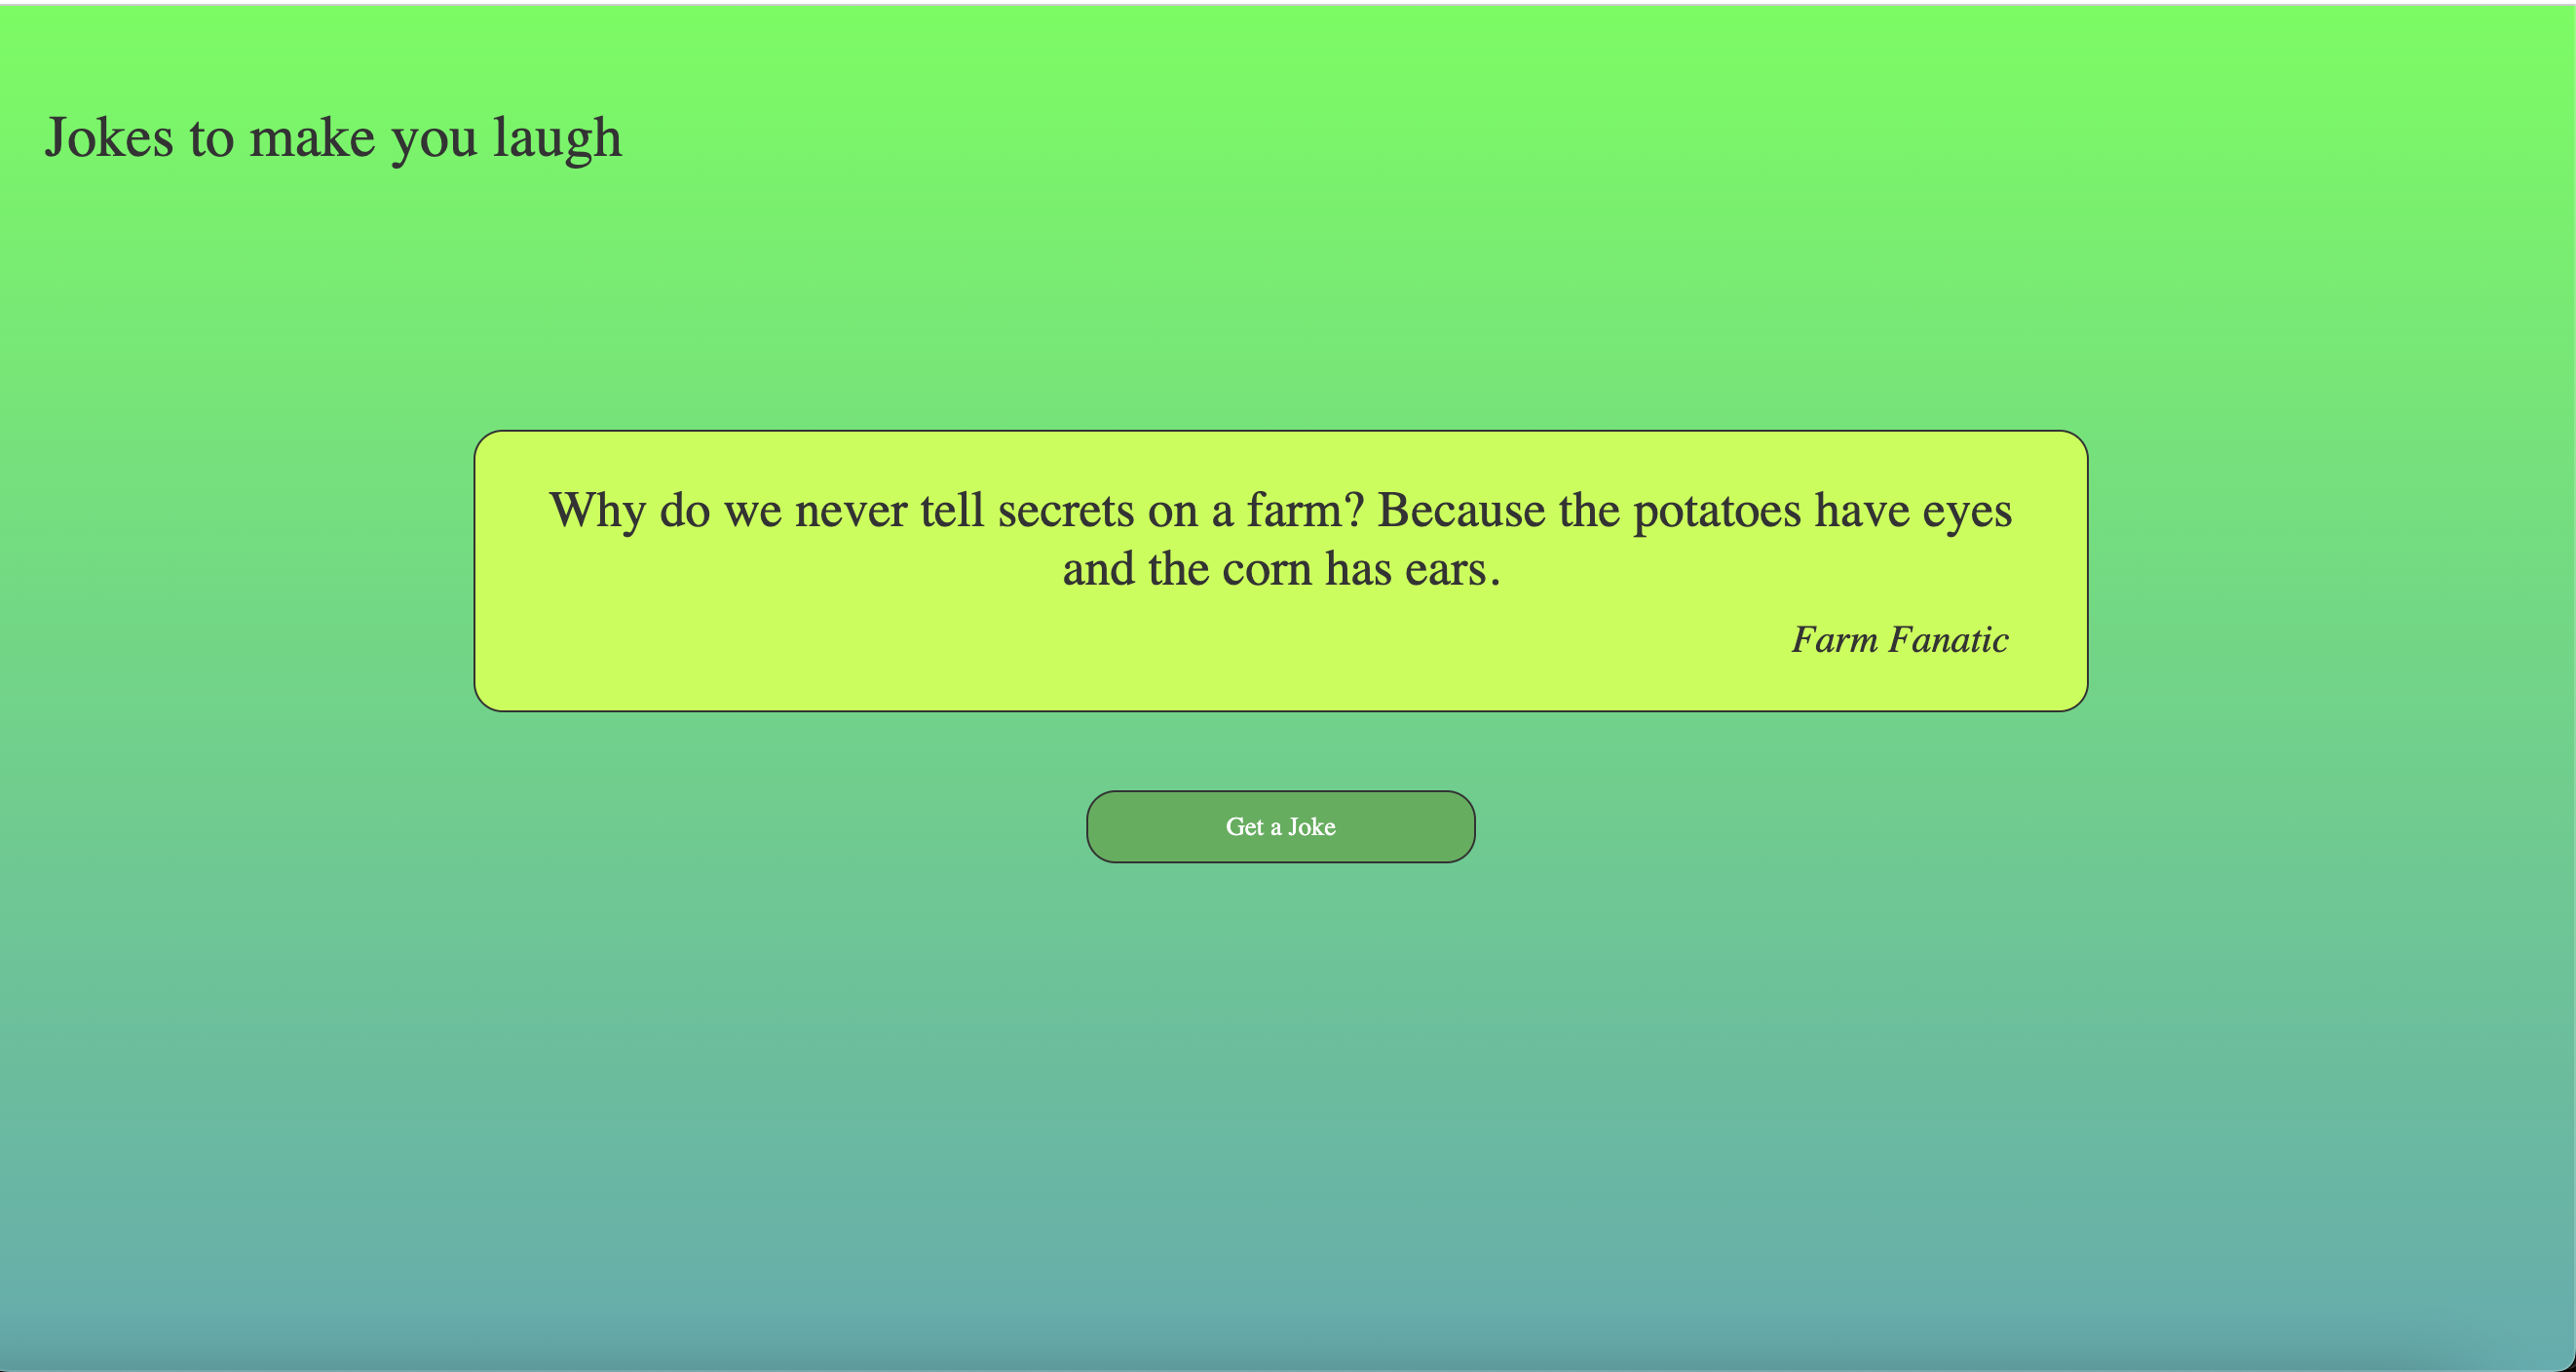 Jokes to make you laugh
Why do we never tell secrets on a farm? Because the potatoes have eyes
and the corn has ears.
Farm Fanatic
Get a Joke